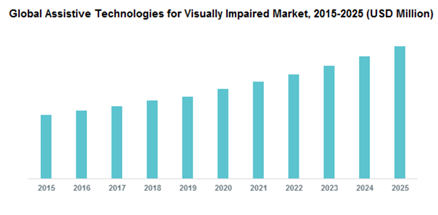 Global Assistive Technologies for Visually Impaired Market, 2015-2025 (USD Million)
2015 2016 2017 2018 2019 2020 2021 2022 2023 2024 2025